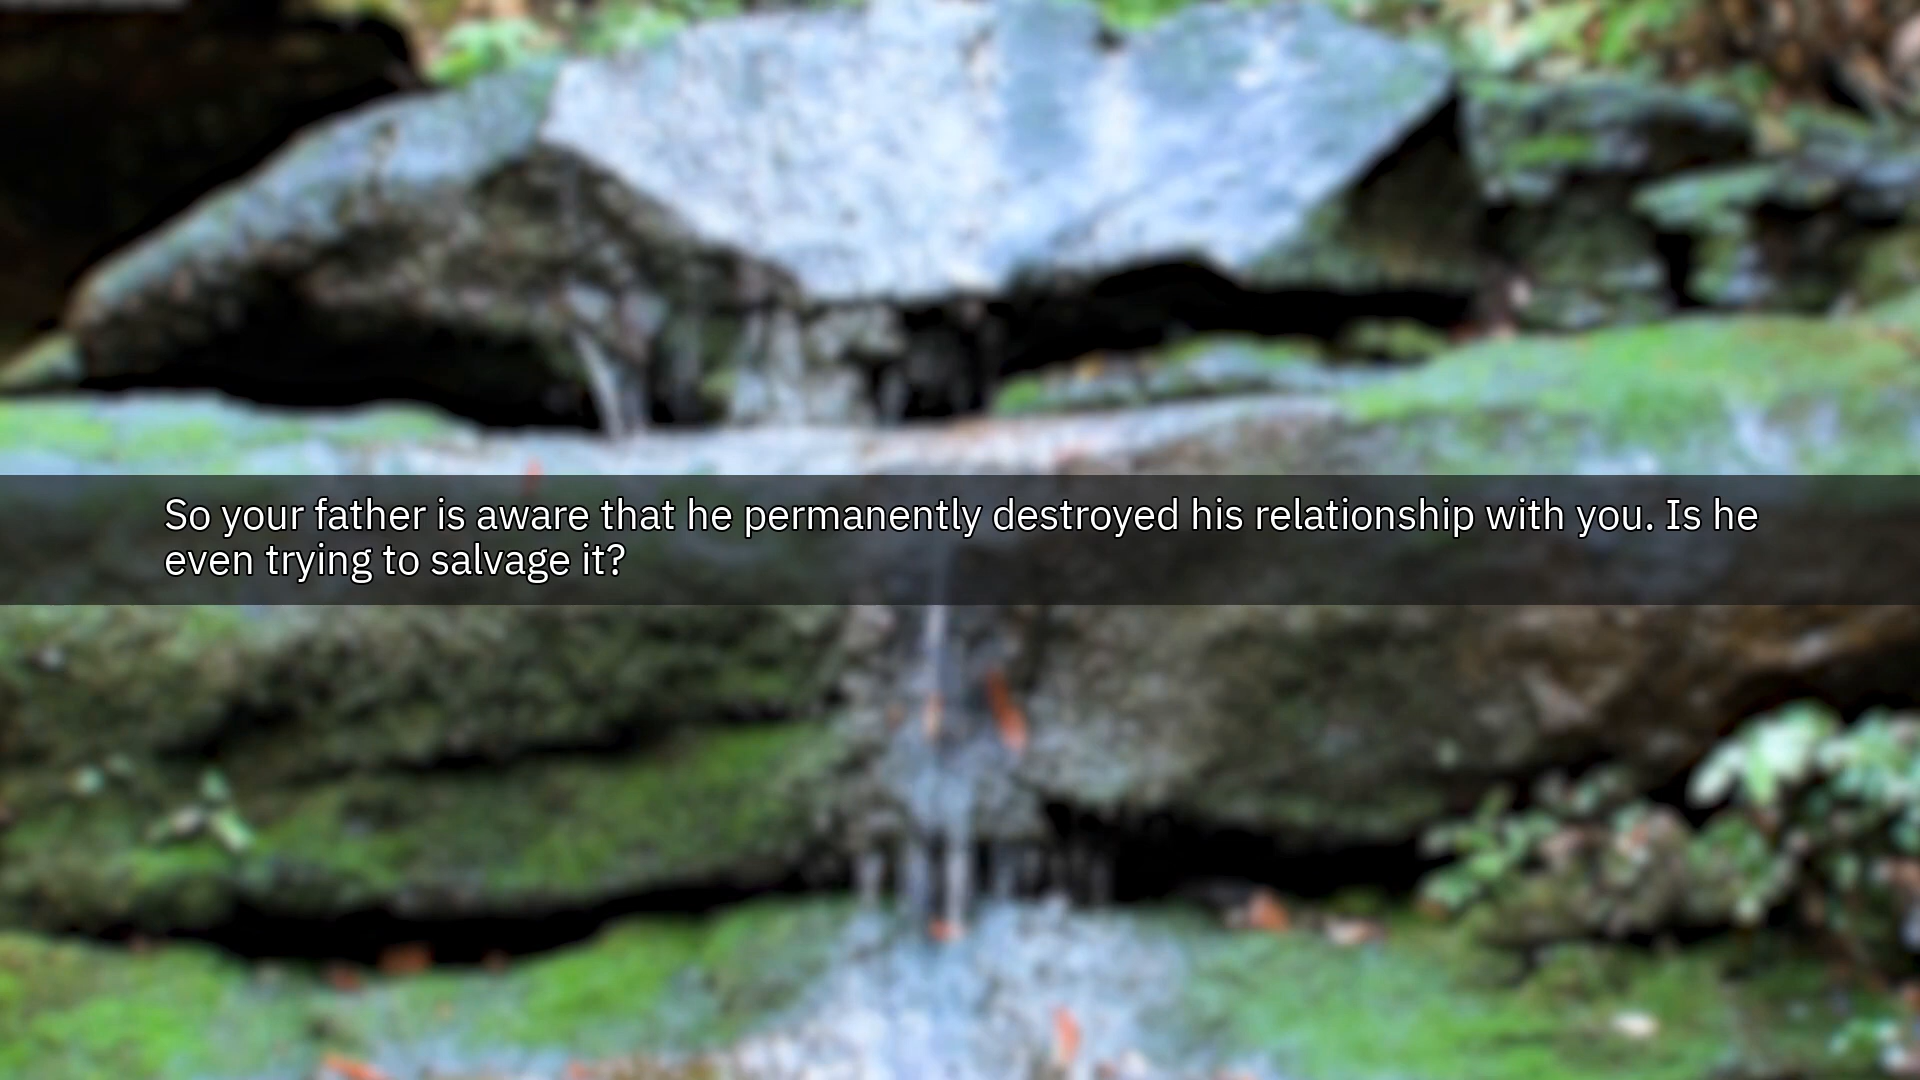 So your father is aware that he permanently destroyed his relationship with you. Is he
even trying to salvage it?